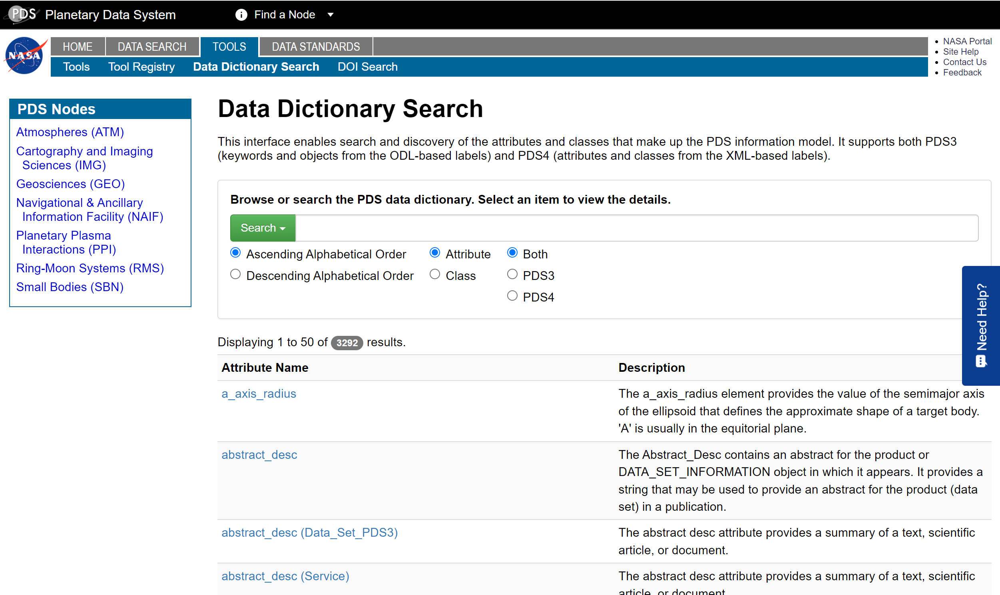 PDS Planetary Data System
Find a Node
NASA
HOME
DATA SEARCH
TOOLS
DATA STANDARDS
Tools
Tool Registry
Data Dictionary Search
DOI Search
NASA Portal
Site Help
Contact Us
Feedback
PDS Nodes
Atmospheres (ATM)
Cartography and Imaging
Sciences (IMG)
Geosciences (GEO)
Navigational & Ancillary
Information Facility (NAIF)
Planetary Plasma
Interactions (PPI)
Ring-Moon Systems (RMS)
Small Bodies (SBN)
Data Dictionary Search
This interface enables search and discovery of the attributes and classes that make up the PDS information model. It supports both PDS3
(keywords and objects from the ODL-based labels) and PDS4 (attributes and classes from the XML-based labels).
Browse or search the PDS data dictionary. Select an item to view the details.
Search
Ascending Alphabetical Order
Attribute
Both
Descending Alphabetical Order
Class
PDS3
PDS4
Need Help?
Displaying 1 to 50 of 3292 results.
Attribute Name
Description
a_axis_radius
The a_axis_radius element provides the value of the semimajor axis
of the ellipsoid that defines the approximate shape of a target body.
'A' is usually in the equitorial plane.
abstract_desc
The Abstract_Desc contains an abstract for the product or
DATA_SET_INFORMATION object in which it appears. It provides a
string that may be used to provide an abstract for the product (data
set) in a publication.
abstract_desc (Data_Set_PDS3)
The abstract desc attribute provides a summary of a text, scientific
article, or document.
abstract_desc (Service)
The abstract desc attribute provides a summary of a text, scientific
article, or document.